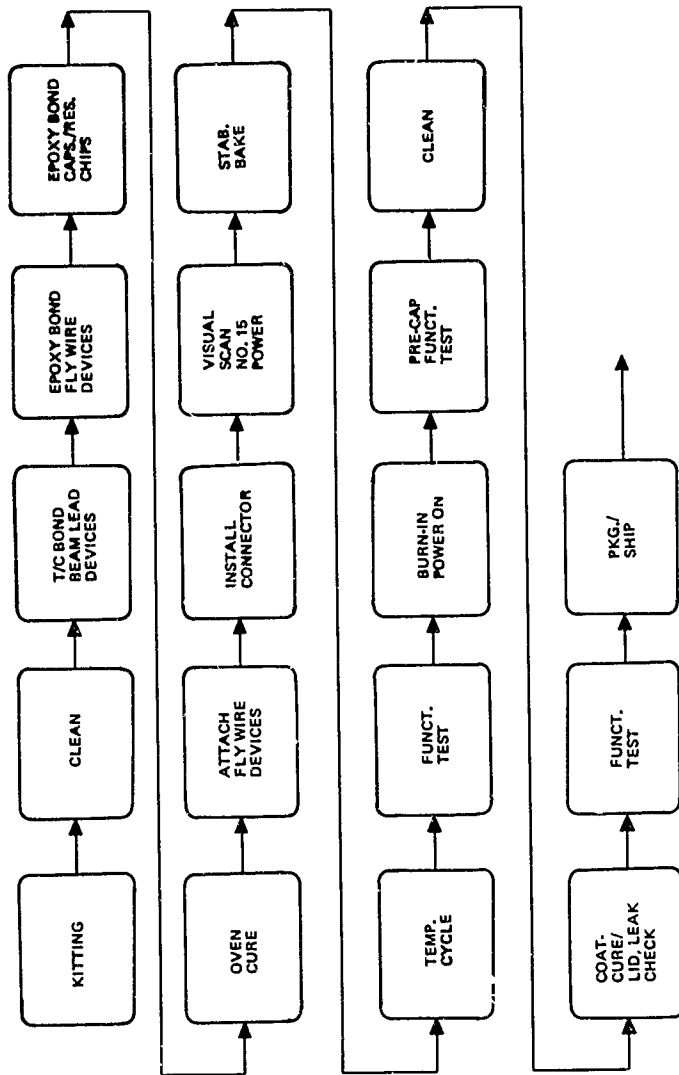 KITTING
CLEAN
T/C BOND
BEAM LEAD
DEVICES
EPOXY BOND
FLY WIRE
DEVICES
EPOXY BOND
CAPS./RES.
CHIPS
OVEN
CURE
ATTACH
FLY WIRE
DEVICES
INSTALL
CONNECTOR
VISUAL
SCAN
NO. 15
POWER
STAB.
BAKE
TEMP.
CYCLE
FUNCT.
TEST
BURN-IN
POWER ON
PRE-CAP
FUNCT.
TEST
CLEAN
COAT-
CURE/
LID, LEAK
CHECK
FUNCT.
TEST
PKG./
SHIP